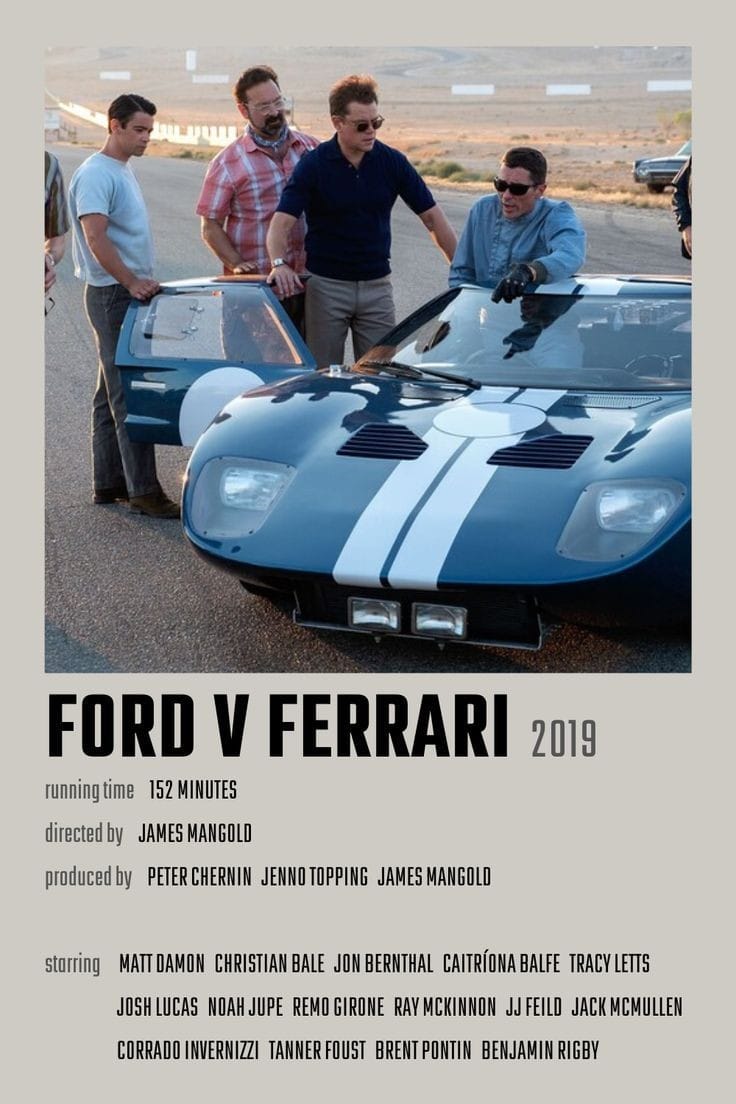 FORD V FERRARI 2019
running time 152 MINUTES
directed by JAMES MANGOLD
produced by PETER CHERNIN JENNO TOPPING JAMES MANGOLD
starring MATT DAMON CHRISTIAN BALE JON BERNTHAL CAITRÍONA BALFE TRACY LETTS
JOSH LUCAS NOAH JUPE REMO GIRONE RAY MCKINNON JJ FEILD JACK MCMULLEN
CORRADO INVERNIZZI TANNER FOUST BRENT PONTIN BENJAMIN RIGBY